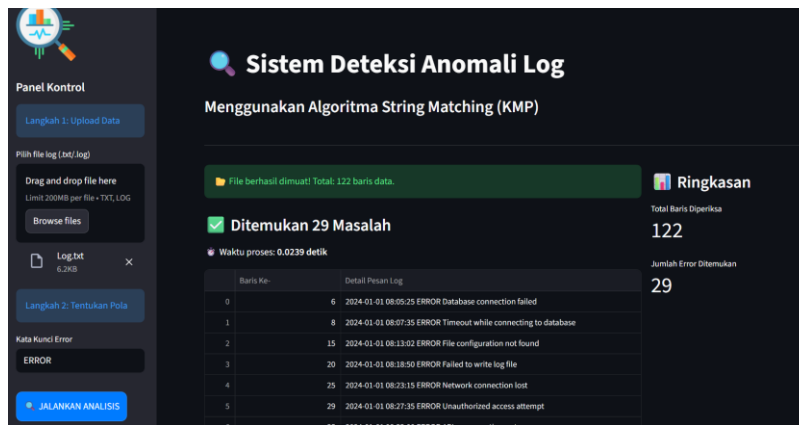 Panel Kontrol
Langkah 1: Upload Data
Pilih file log (.txt/.log)
Drag and drop file here
Limit 200MB per file • TXT, LOG
Browse files
Log.txt
6.2KB
Langkah 2: Tentukan Pola
Kata Kunci Error
ERROR
JALANKAN ANALISIS
Sistem Deteksi Anomali Log
Menggunakan Algoritma String Matching (KMP)
File berhasil dimuat! Total: 122 baris data.
Ditemukan 29 Masalah
Waktu proses: 0.0239 detik
Baris Ke- Detail Pesan Log
0 6 2024-01-01 08:05:25 ERROR Database connection failed
1 8 2024-01-01 08:07:35 ERROR Timeout while connecting to database
2 15 2024-01-01 08:13:02 ERROR File configuration not found
3 20 2024-01-01 08:18:50 ERROR Failed to write log file
4 25 2024-01-01 08:23:15 ERROR Network connection lost
5 29 2024-01-01 08:27:35 ERROR Unauthorized access attempt
Ringkasan
Total Baris Diperiksa
122
Jumlah Error Ditemukan
29